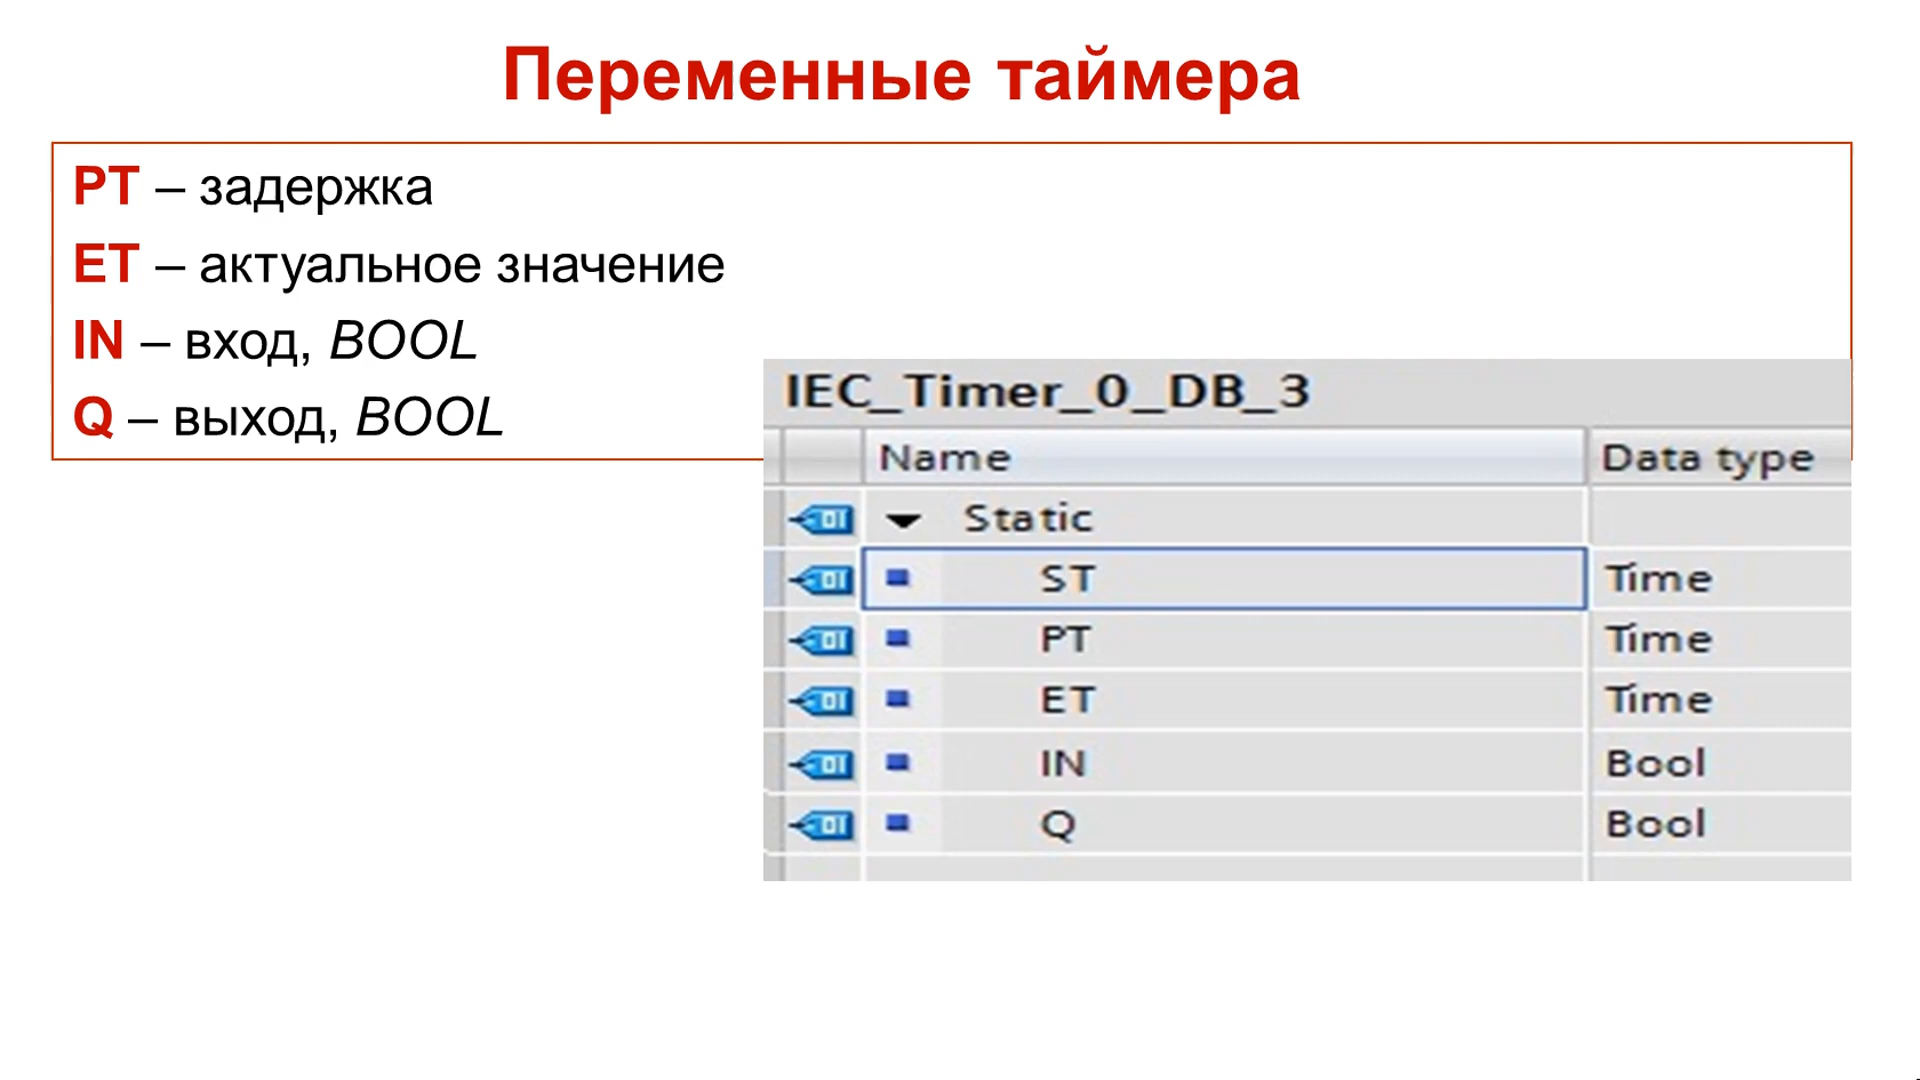 Переменные таймера
PT – задержка
ET – актуальное значение
IN – вход, BOOL
Q – выход, BOOL
IEC_Timer_0_DB_3
Name Data type
Static
ST Time
PT Time
ET Time
IN Bool
Q Bool